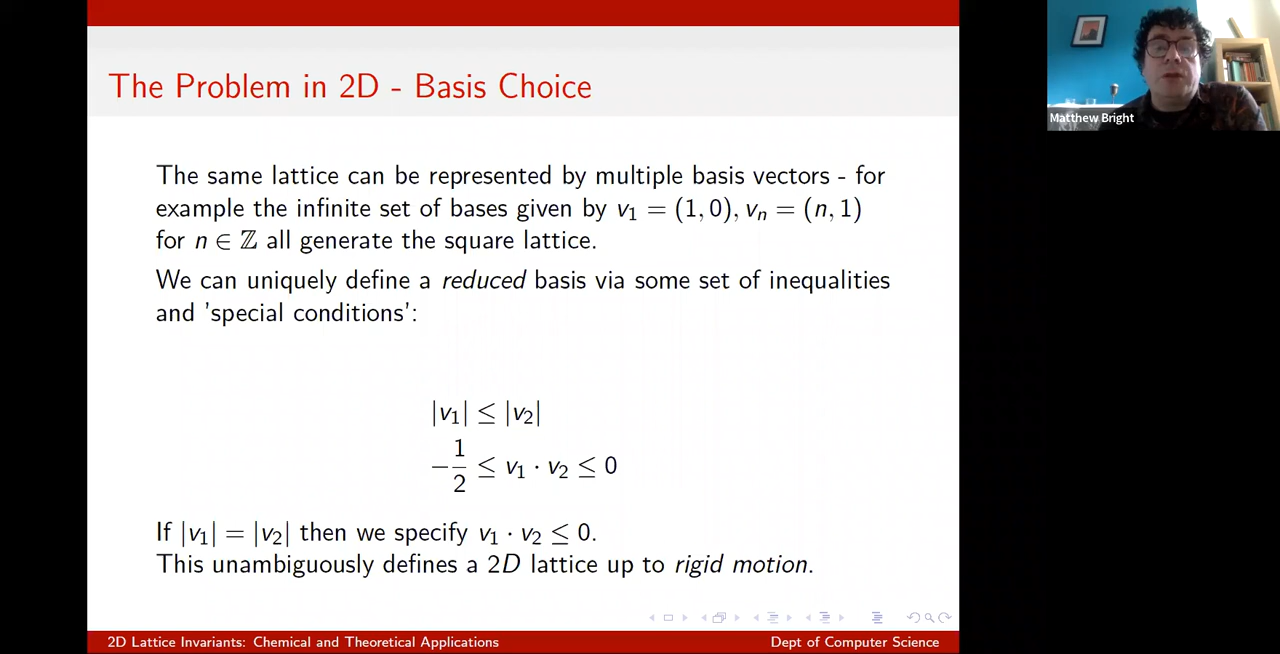 The Problem in 2D - Basis Choice
Matthew Bright
The same lattice can be represented by multiple basis vectors - for
example the infinite set of bases given by v₁ = (1, 0), vₙ = (n, 1)
for n ∈ ℤ all generate the square lattice.
We can uniquely define a reduced basis via some set of inequalities
and 'special conditions':
|v₁| ≤ |v₂|
−1/2 ≤ v₁ · v₂ ≤ 0
If |v₁| = |v₂| then we specify v₁ · v₂ ≤ 0.
This unambiguously defines a 2D lattice up to rigid motion.
2D Lattice Invariants: Chemical and Theoretical Applications
Dept of Computer Science